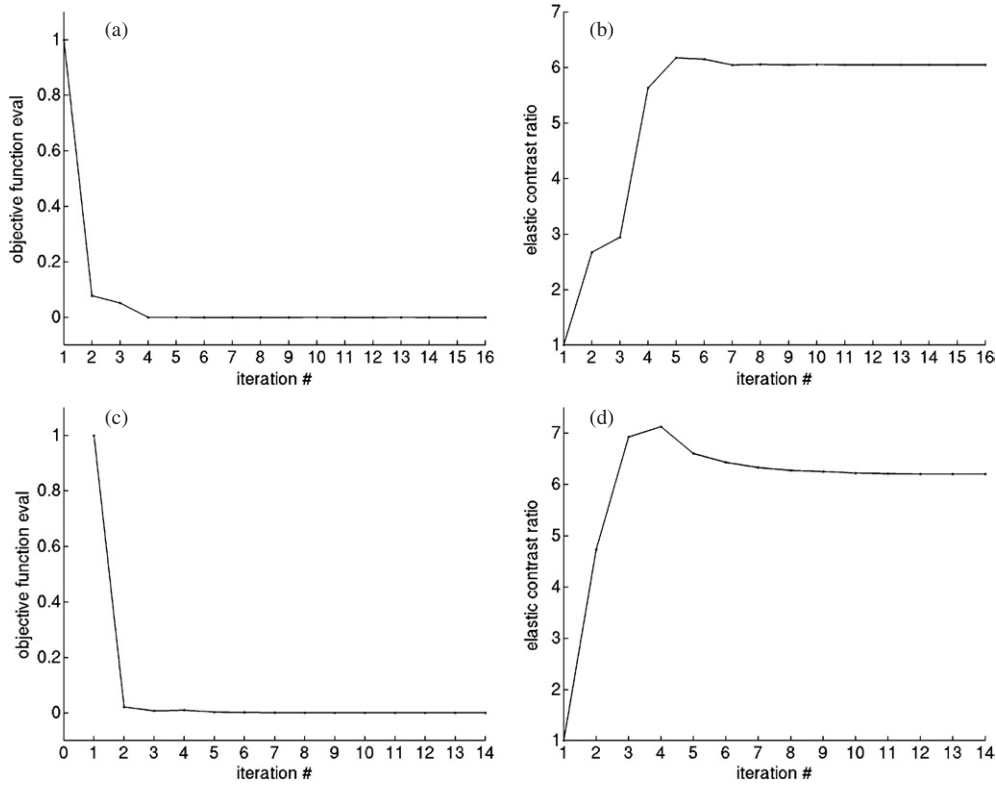 (a)
objective function eval
1
0.8
0.6
0.4
0.2
0
1 2 3 4 5 6 7 8 9 10 11 12 13 14 15 16
iteration #
(b)
elastic contrast ratio
7
6
5
4
3
2
1
1 2 3 4 5 6 7 8 9 10 11 12 13 14 15 16
iteration #
(c)
objective function eval
1
0.8
0.6
0.4
0.2
0
0 1 2 3 4 5 6 7 8 9 10 11 12 13 14
iteration #
(d)
elastic contrast ratio
7
6
5
4
3
2
1
1 2 3 4 5 6 7 8 9 10 11 12 13 14
iteration #